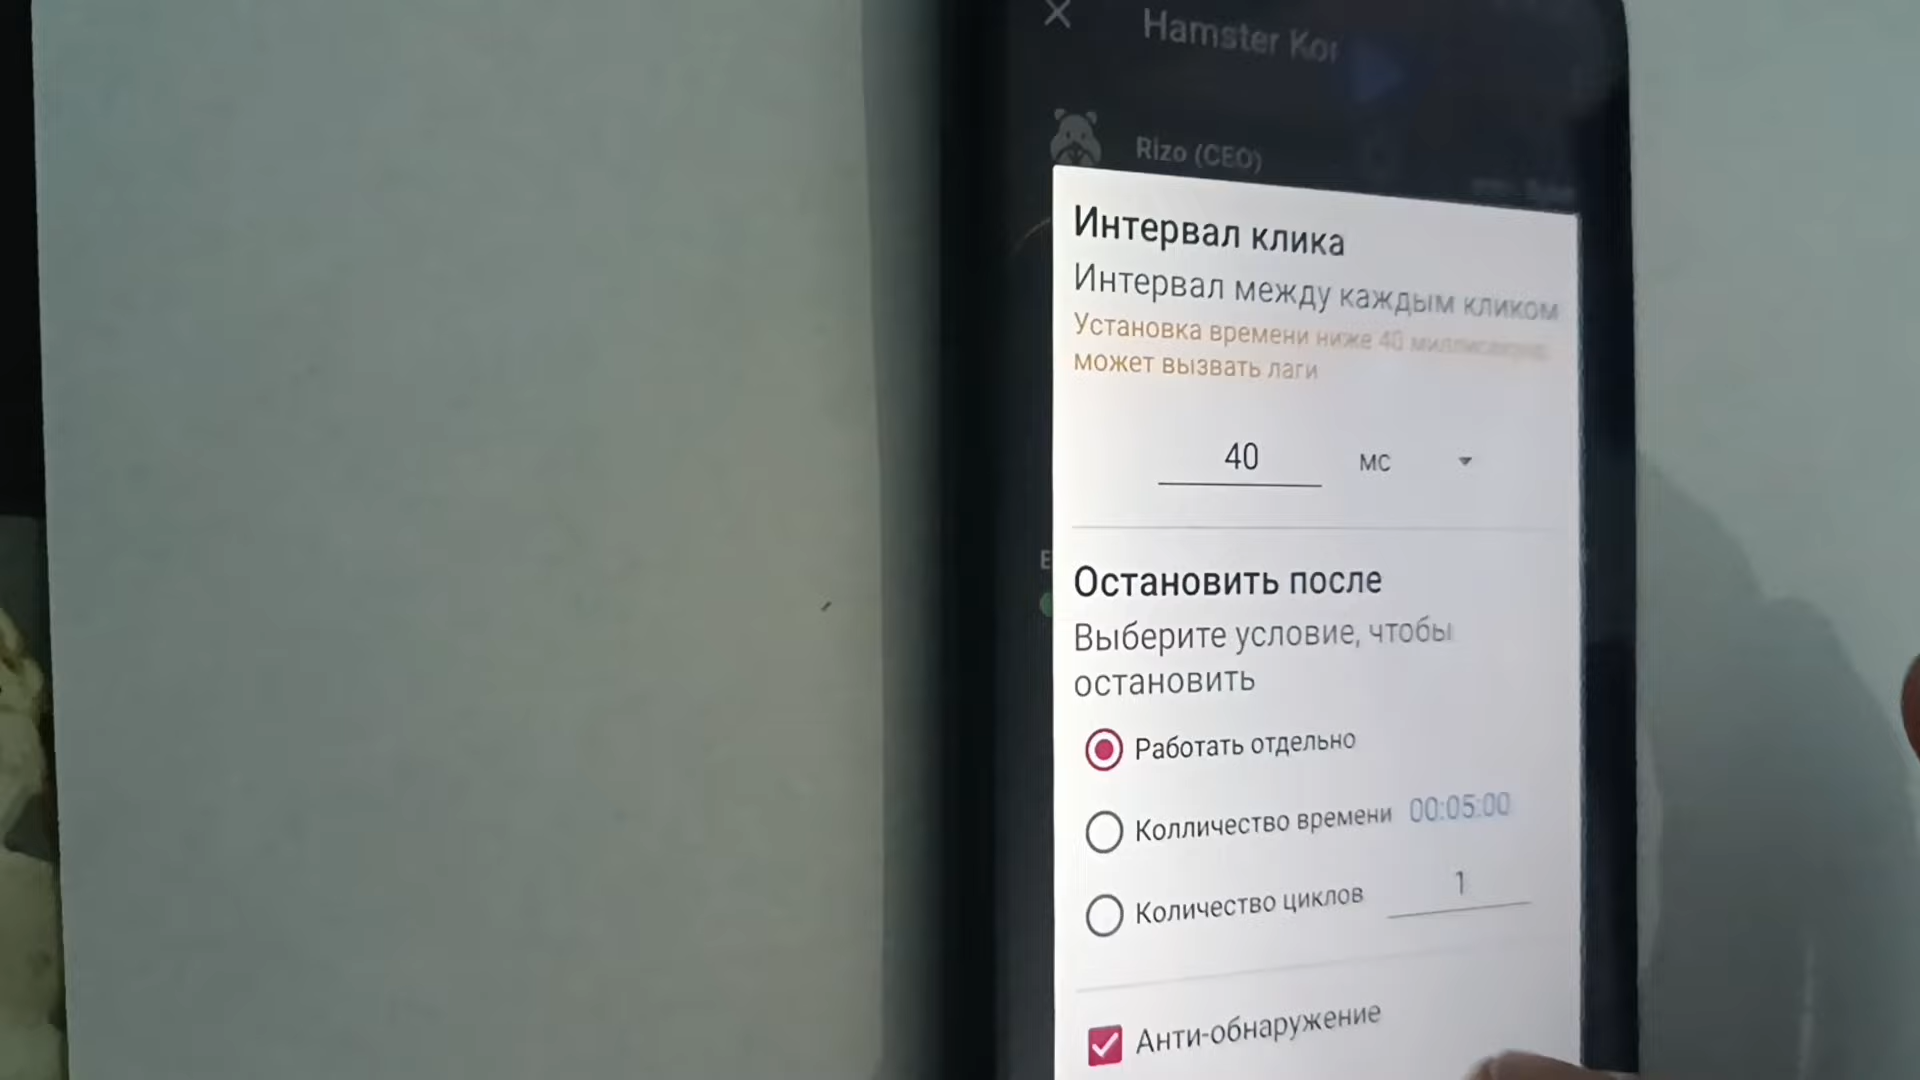 Hamster Kor
Rizo (CEO)
Интервал клика
Интервал между каждым кликом
Установка времени ниже 40
может вызвать лаги
40 мс
Остановить после
Выберите условие, чтобы
остановить
Работать отдельно
Колличество времени 00:05:00
Количество циклов 1
Анти-обнаружение